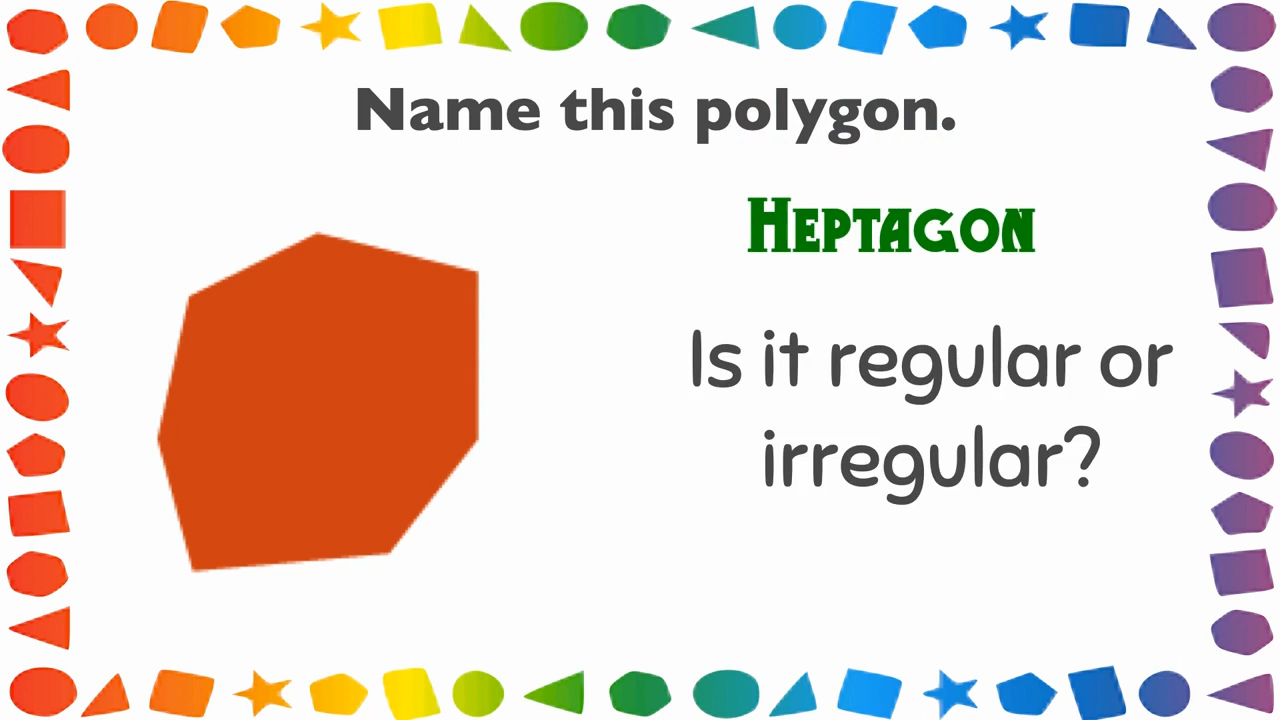 Name this polygon.
Heptagon
Is it regular or
irregular?